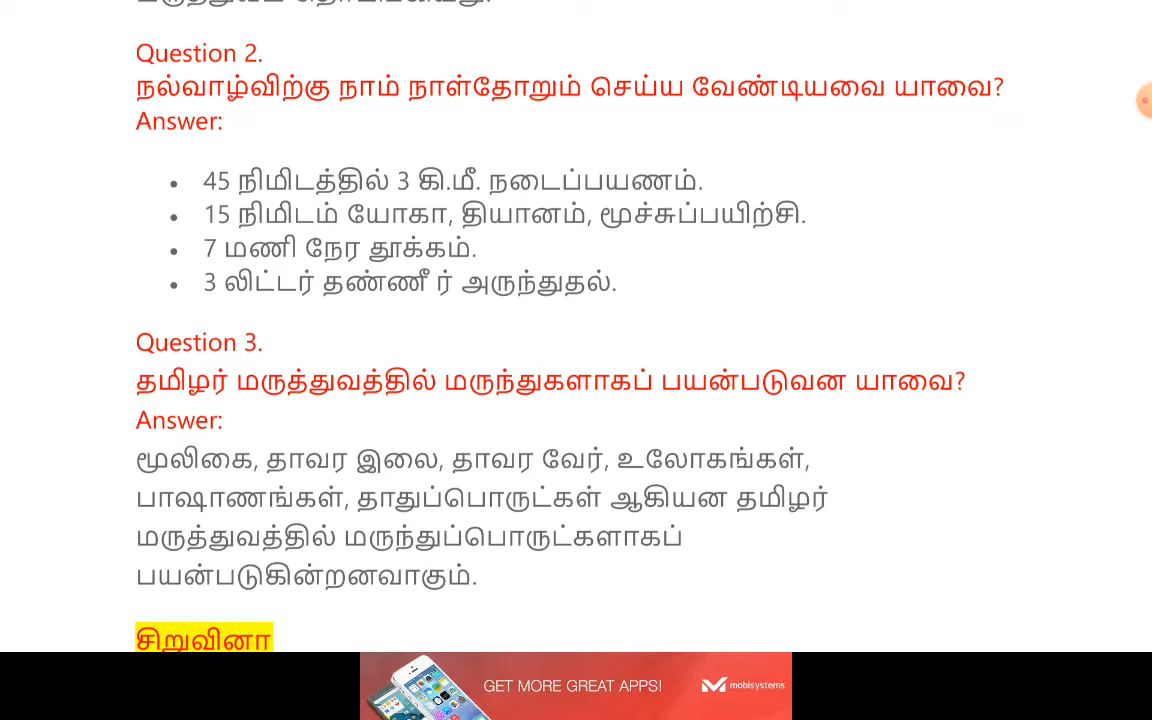 Question 2.
நல்வாழ்விற்கு நாம் நாள்தோறும் செய்ய வேண்டியவை யாவை?
Answer:
• 45 நிமிடத்தில் 3 கி.மீ. நடைப்பயணம்.
• 15 நிமிடம் யோகா, தியானம், மூச்சுப்பயிற்சி.
• 7 மணி நேர தூக்கம்.
• 3 லிட்டர் தண்ணீ ர் அருந்துதல்.
Question 3.
தமிழர் மருத்துவத்தில் மருந்துகளாகப் பயன்படுவன யாவை?
Answer:
மூலிகை, தாவர இலை, தாவர வேர், உலோகங்கள்,
பாஷாணங்கள், தாதுப்பொருட்கள் ஆகியன தமிழர்
மருத்துவத்தில் மருந்துப்பொருட்களாகப்
பயன்படுகின்றனவாகும்.
சிறுவினா
GET MORE GREAT APPS! mobisystems